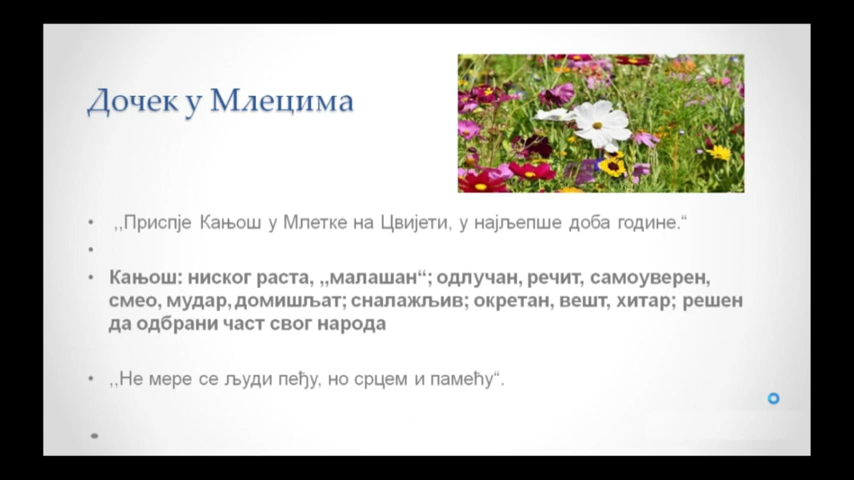 Дочек у Млецима
• ,,Приспје Кањош у Млетке на Цвијети, у најљепше доба године.“
•
• Кањош: ниског раста, ,,малашан“; одлучан, речит, самоуверен,
смео, мудар, домишљат; сналажљив; окретан, вешт, хитар; решен
да одбрани част свог народа
• ,,Не мере се људи пеђу, но срцем и памећу“.
•